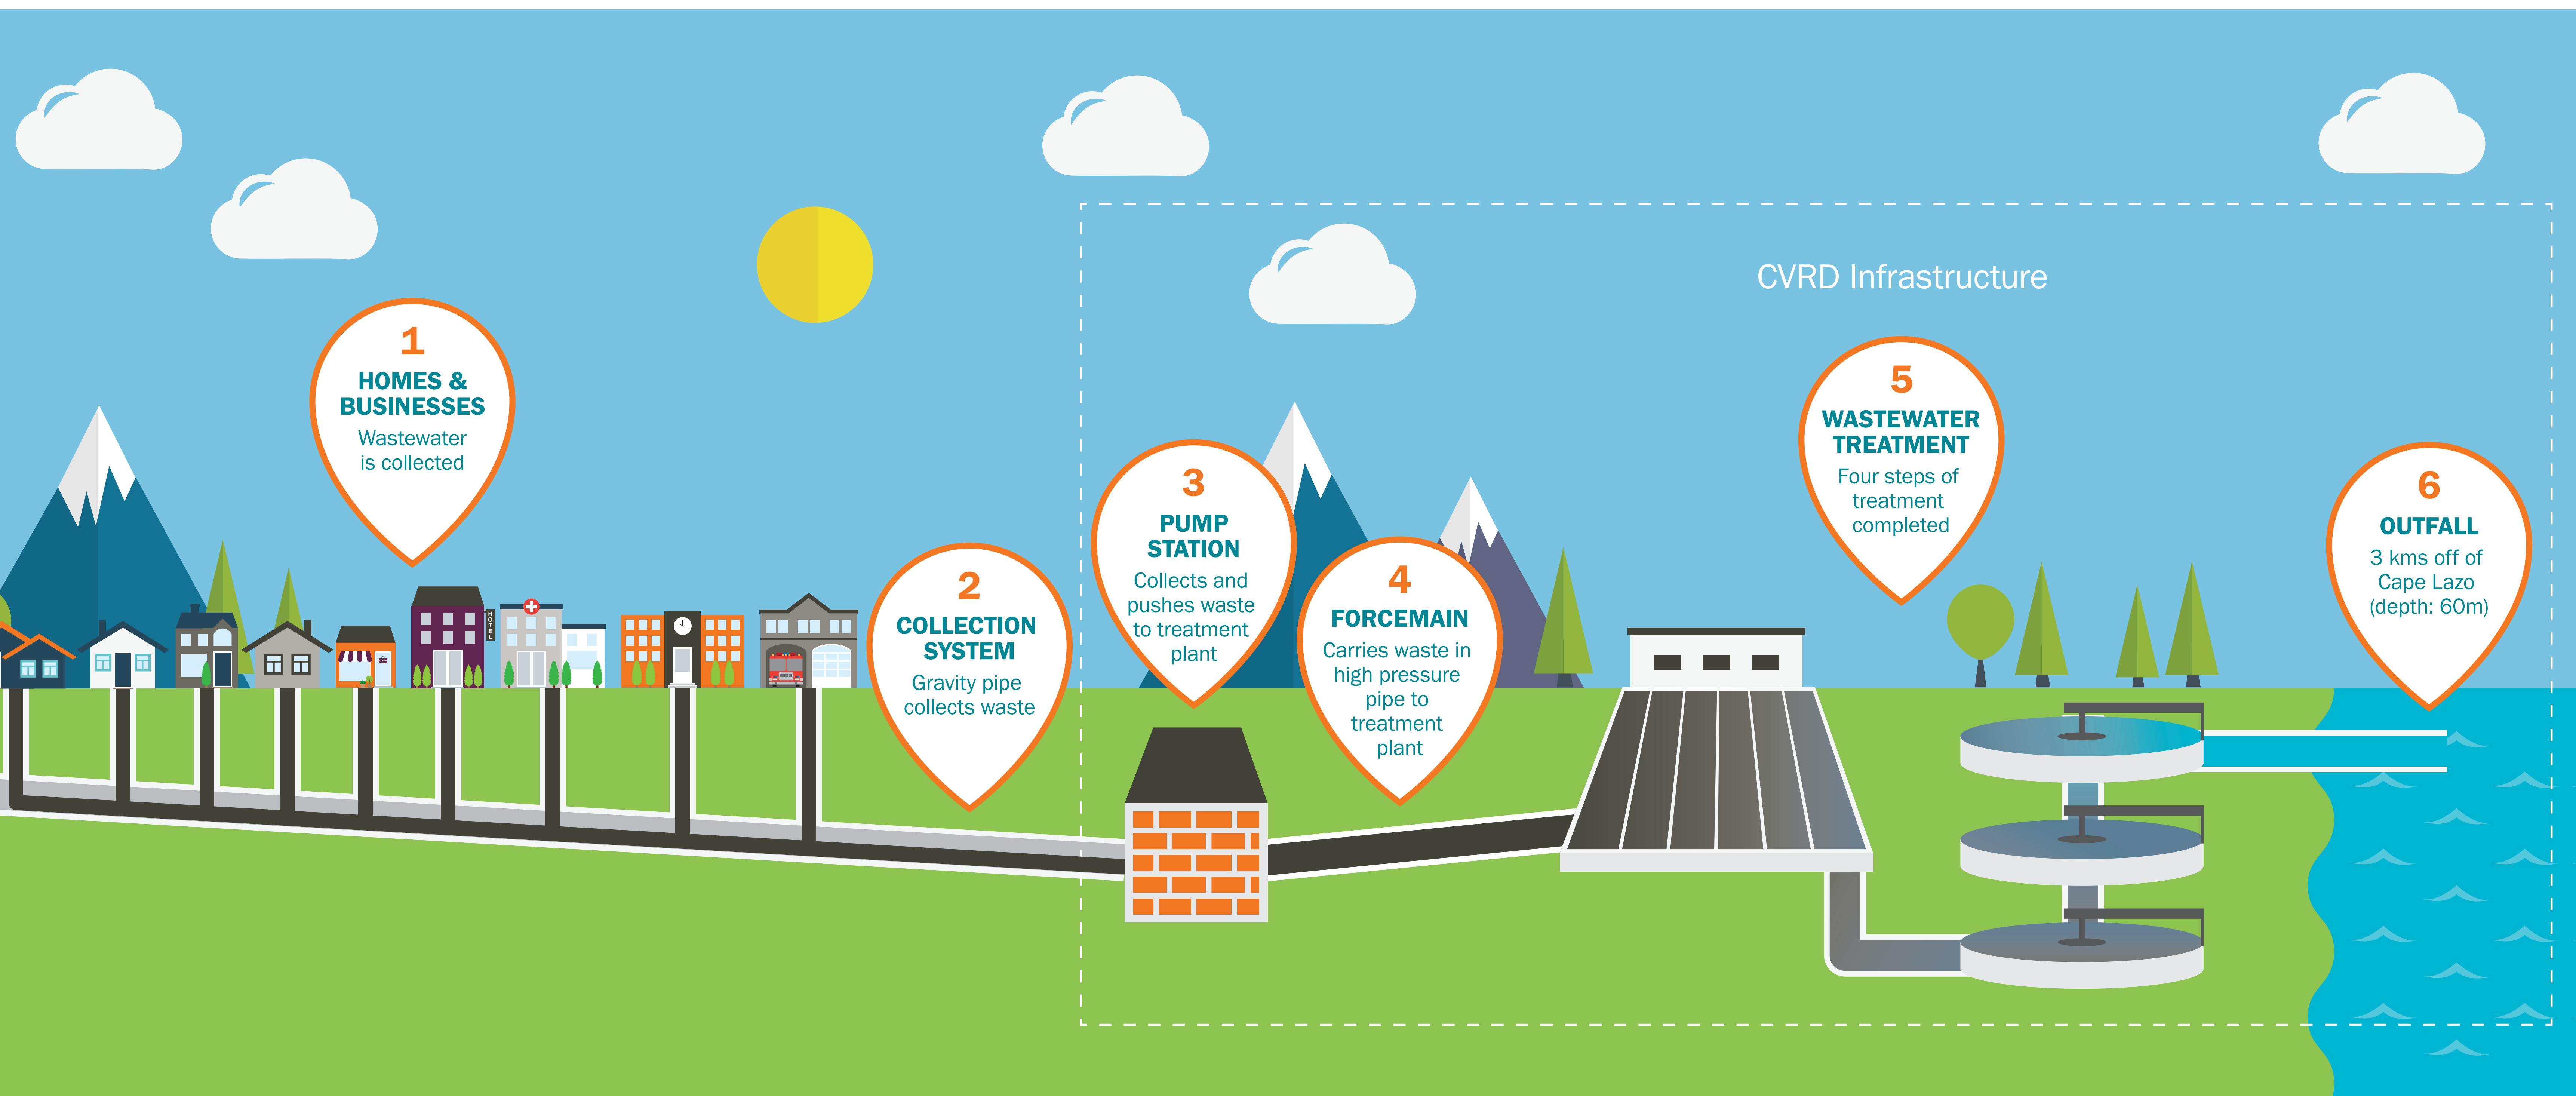 CVRD Infrastructure
1
HOMES &
BUSINESSES
Wastewater
is collected
HOTEL
2
COLLECTION
SYSTEM
Gravity pipe
collects waste
3
PUMP
STATION
Collects and
pushes waste
to treatment
plant
4
FORCEMAIN
Carries waste in
high pressure
pipe to
treatment
plant
5
WASTEWATER
TREATMENT
Four steps of
treatment
completed
6
OUTFALL
3 kms off of
Cape Lazo
(depth: 60m)